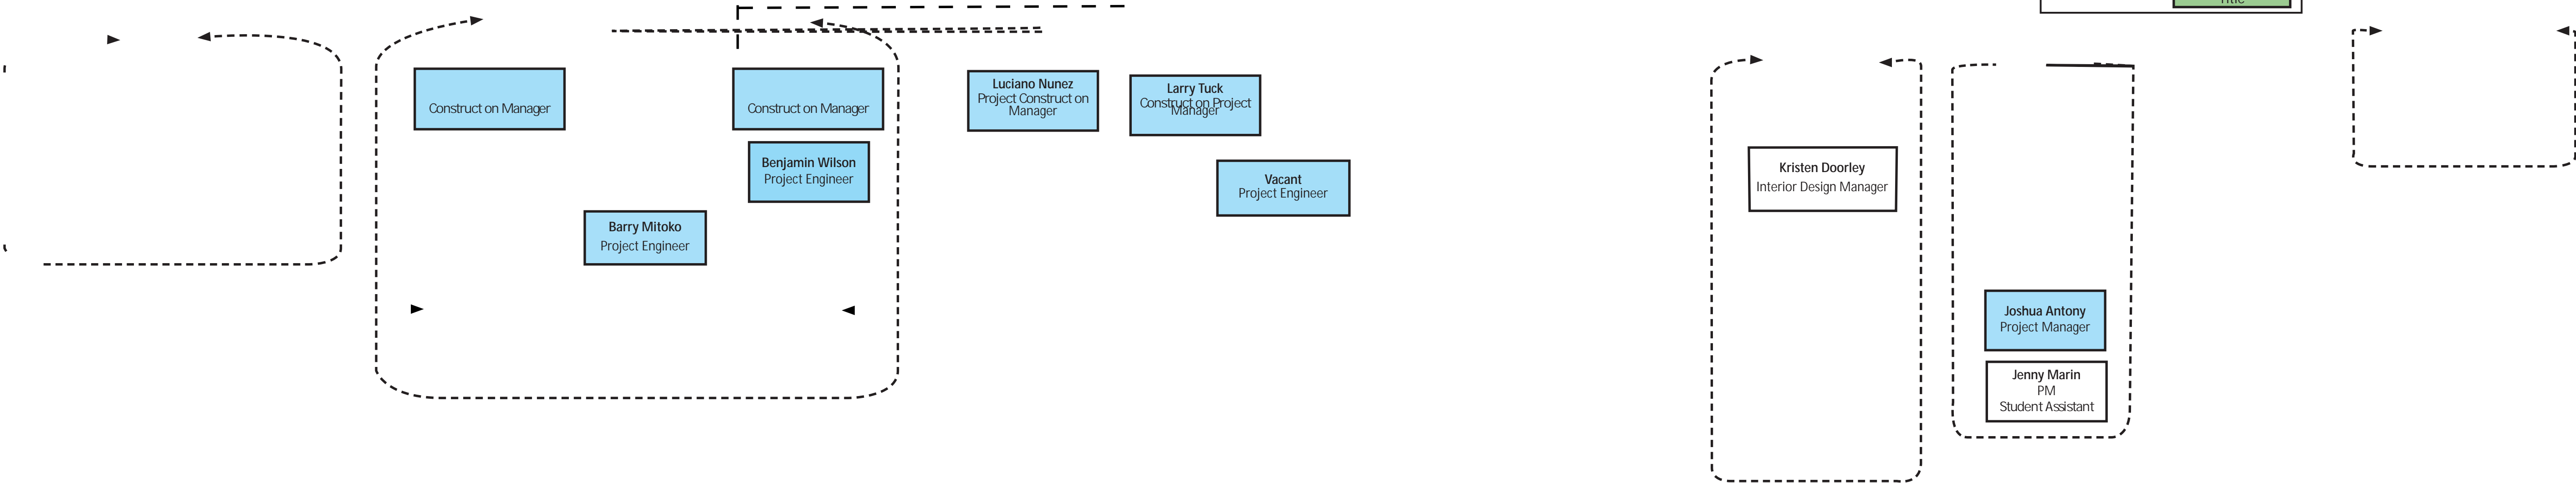 Title
Construct on Manager
Construct on Manager
Luciano Nunez
Project Construct on
Manager
Larry Tuck
Construct on Project
Manager
Benjamin Wilson
Project Engineer
Vacant
Project Engineer
Kristen Doorley
Interior Design Manager
Barry Mitoko
Project Engineer
Joshua Antony
Project Manager
Jenny Marin
PM
Student Assistant